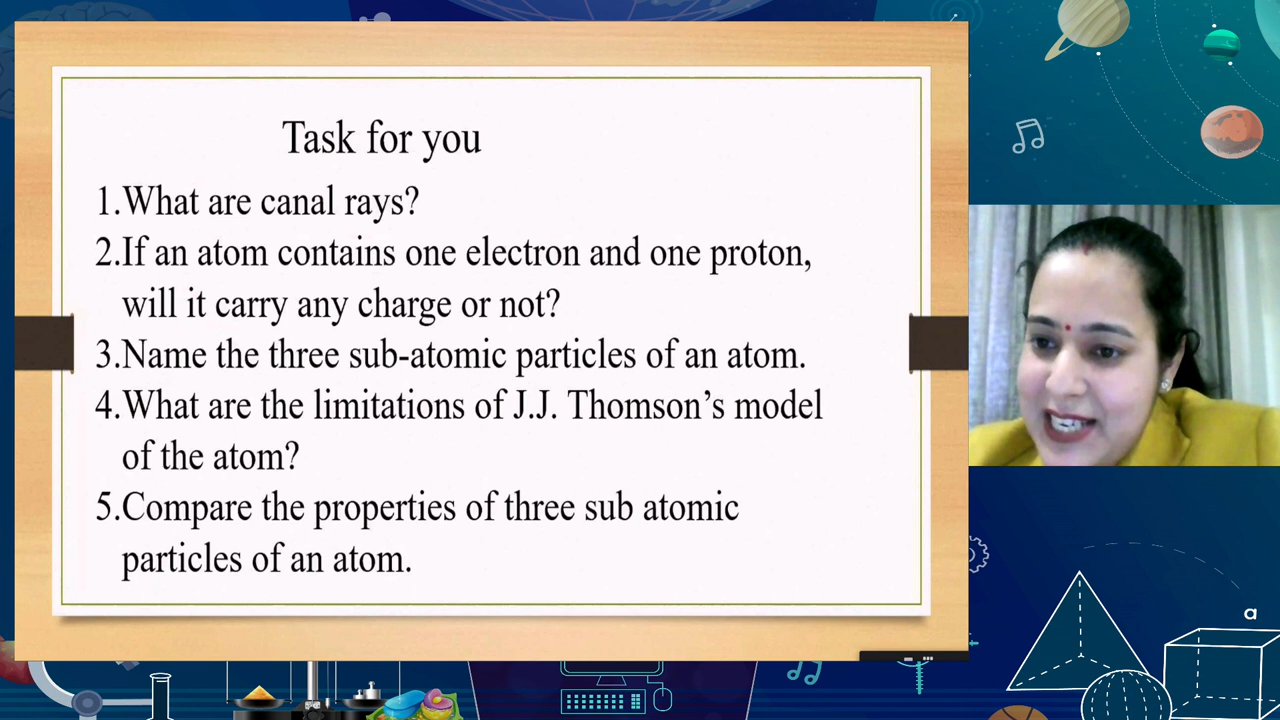 Task for you
1.What are canal rays?
2.If an atom contains one electron and one proton,
will it carry any charge or not?
3.Name the three sub-atomic particles of an atom.
4.What are the limitations of J.J. Thomson’s model
of the atom?
5.Compare the properties of three sub atomic
particles of an atom.
a